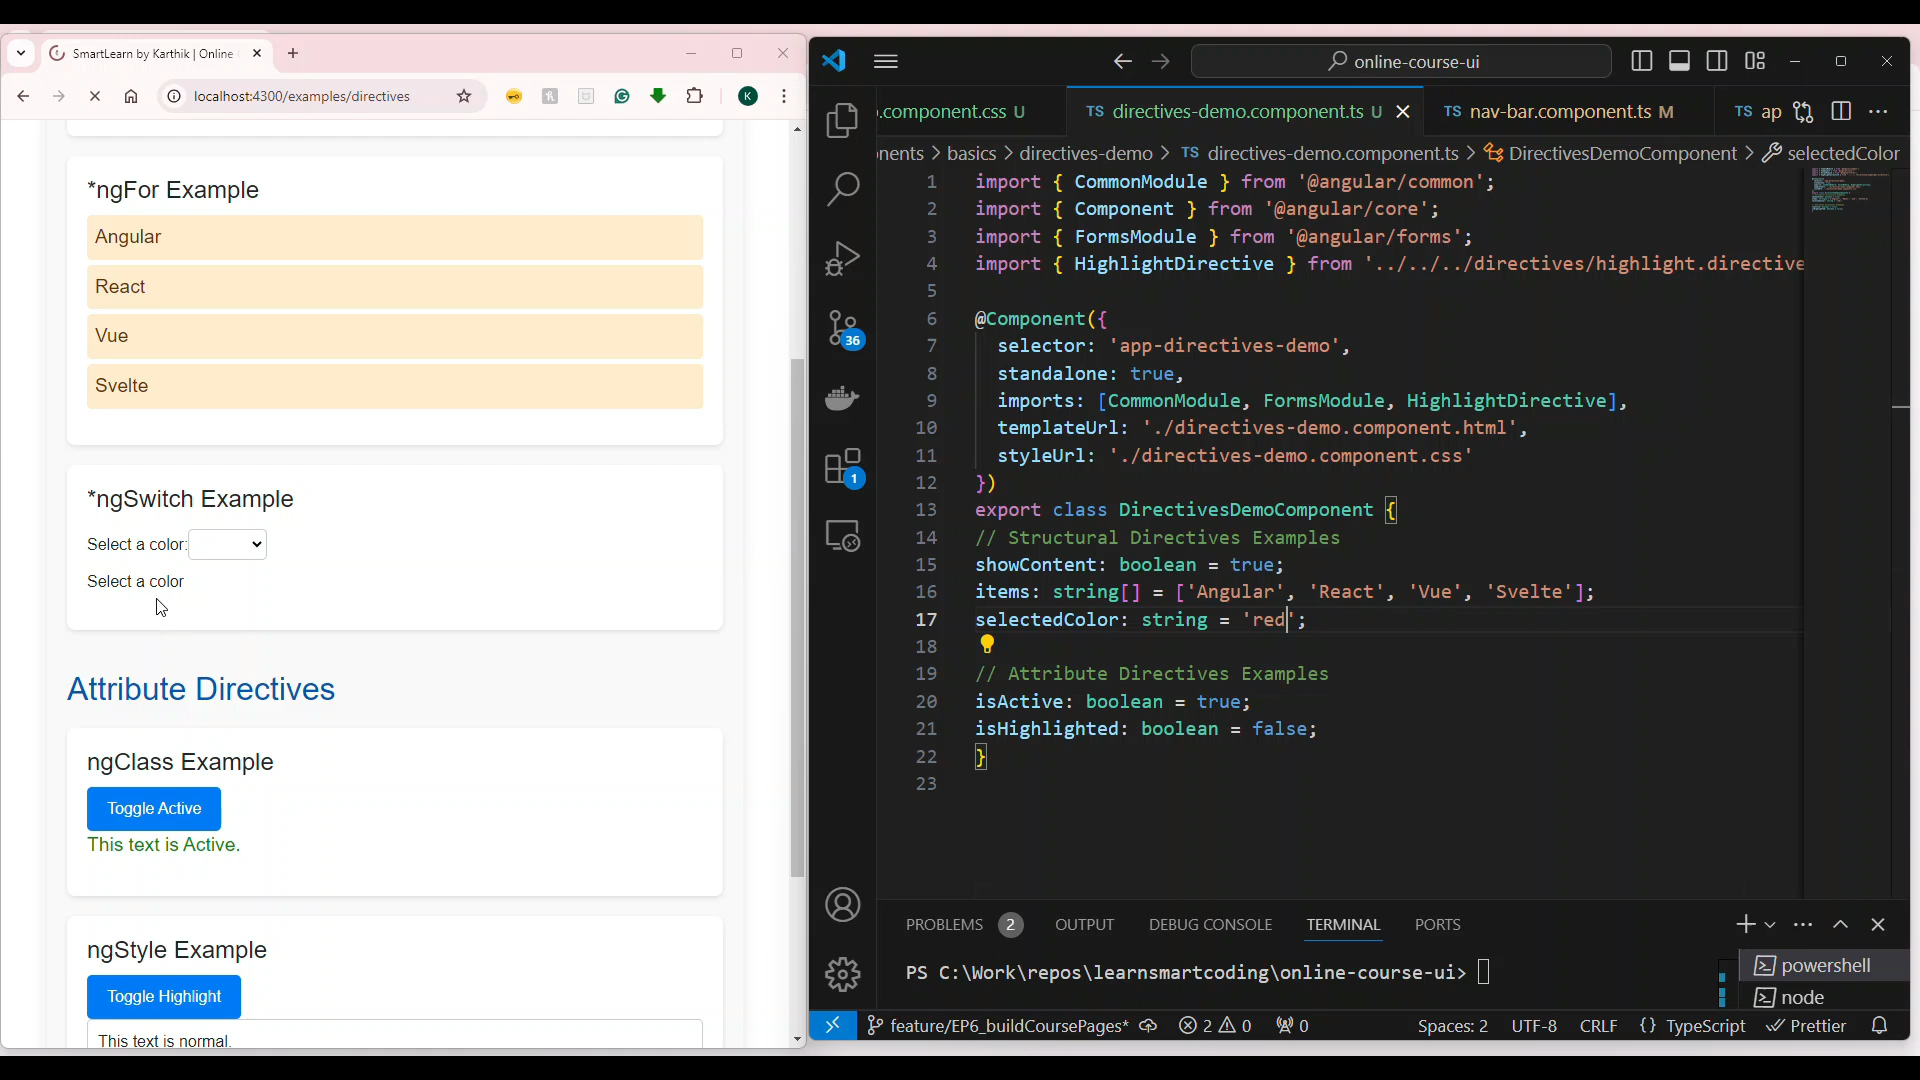 SmartLearn by Karthik | Online
localhost:4300/examples/directives
K
*ngFor Example
Angular
React
Vue
Svelte
*ngSwitch Example
Select a color:
Select a color
Attribute Directives
ngClass Example
Toggle Active
This text is Active.
ngStyle Example
Toggle Highlight
This text is normal.
online-course-ui
.component.css U
TS directives-demo.component.ts U
TS nav-bar.component.ts M
TS ap
nents > basics > directives-demo > TS directives-demo.component.ts > DirectivesDemoComponent > selectedColor
36
1
1 import { CommonModule } from '@angular/common';
2 import { Component } from '@angular/core';
3 import { FormsModule } from '@angular/forms';
4 import { HighlightDirective } from '../../../directives/highlight.directive
5
6 @Component({
7 selector: 'app-directives-demo',
8 standalone: true,
9 imports: [CommonModule, FormsModule, HighlightDirective],
10 templateUrl: './directives-demo.component.html',
11 styleUrl: './directives-demo.component.css'
12 })
13 export class DirectivesDemoComponent {
14 // Structural Directives Examples
15 showContent: boolean = true;
16 items: string[] = ['Angular', 'React', 'Vue', 'Svelte'];
17 selectedColor: string = 'red';
18
19 // Attribute Directives Examples
20 isActive: boolean = true;
21 isHighlighted: boolean = false;
22 }
23
PROBLEMS 2 OUTPUT DEBUG CONSOLE TERMINAL PORTS
PS C:\Work\repos\learnsmartcoding\online-course-ui>
powershell
node
feature/EP6_buildCoursePages* 2 0 0 Spaces: 2 UTF-8 CRLF {} TypeScript Prettier